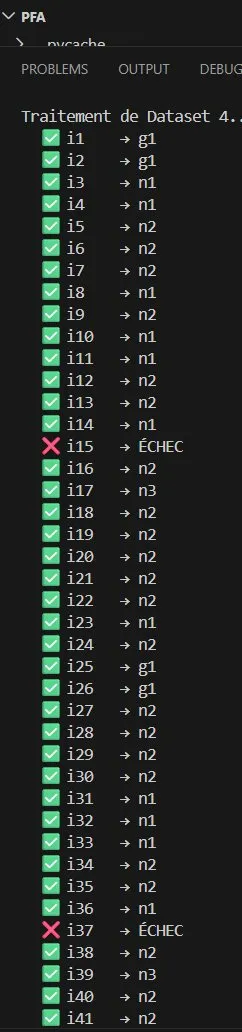 PFA
pycache
PROBLEMS OUTPUT DEBUG
Traitement de Dataset 4..
✅ i1 → g1
✅ i2 → g1
✅ i3 → n1
✅ i4 → n1
✅ i5 → n2
✅ i6 → n2
✅ i7 → n2
✅ i8 → n1
✅ i9 → n2
✅ i10 → n1
✅ i11 → n1
✅ i12 → n2
✅ i13 → n2
✅ i14 → n1
❌ i15 → ÉCHEC
✅ i16 → n2
✅ i17 → n3
✅ i18 → n2
✅ i19 → n2
✅ i20 → n2
✅ i21 → n2
✅ i22 → n2
✅ i23 → n1
✅ i24 → n2
✅ i25 → g1
✅ i26 → g1
✅ i27 → n2
✅ i28 → n2
✅ i29 → n2
✅ i30 → n2
✅ i31 → n1
✅ i32 → n1
✅ i33 → n1
✅ i34 → n2
✅ i35 → n2
✅ i36 → n1
❌ i37 → ÉCHEC
✅ i38 → n2
✅ i39 → n3
✅ i40 → n2
✅ i41 → n2